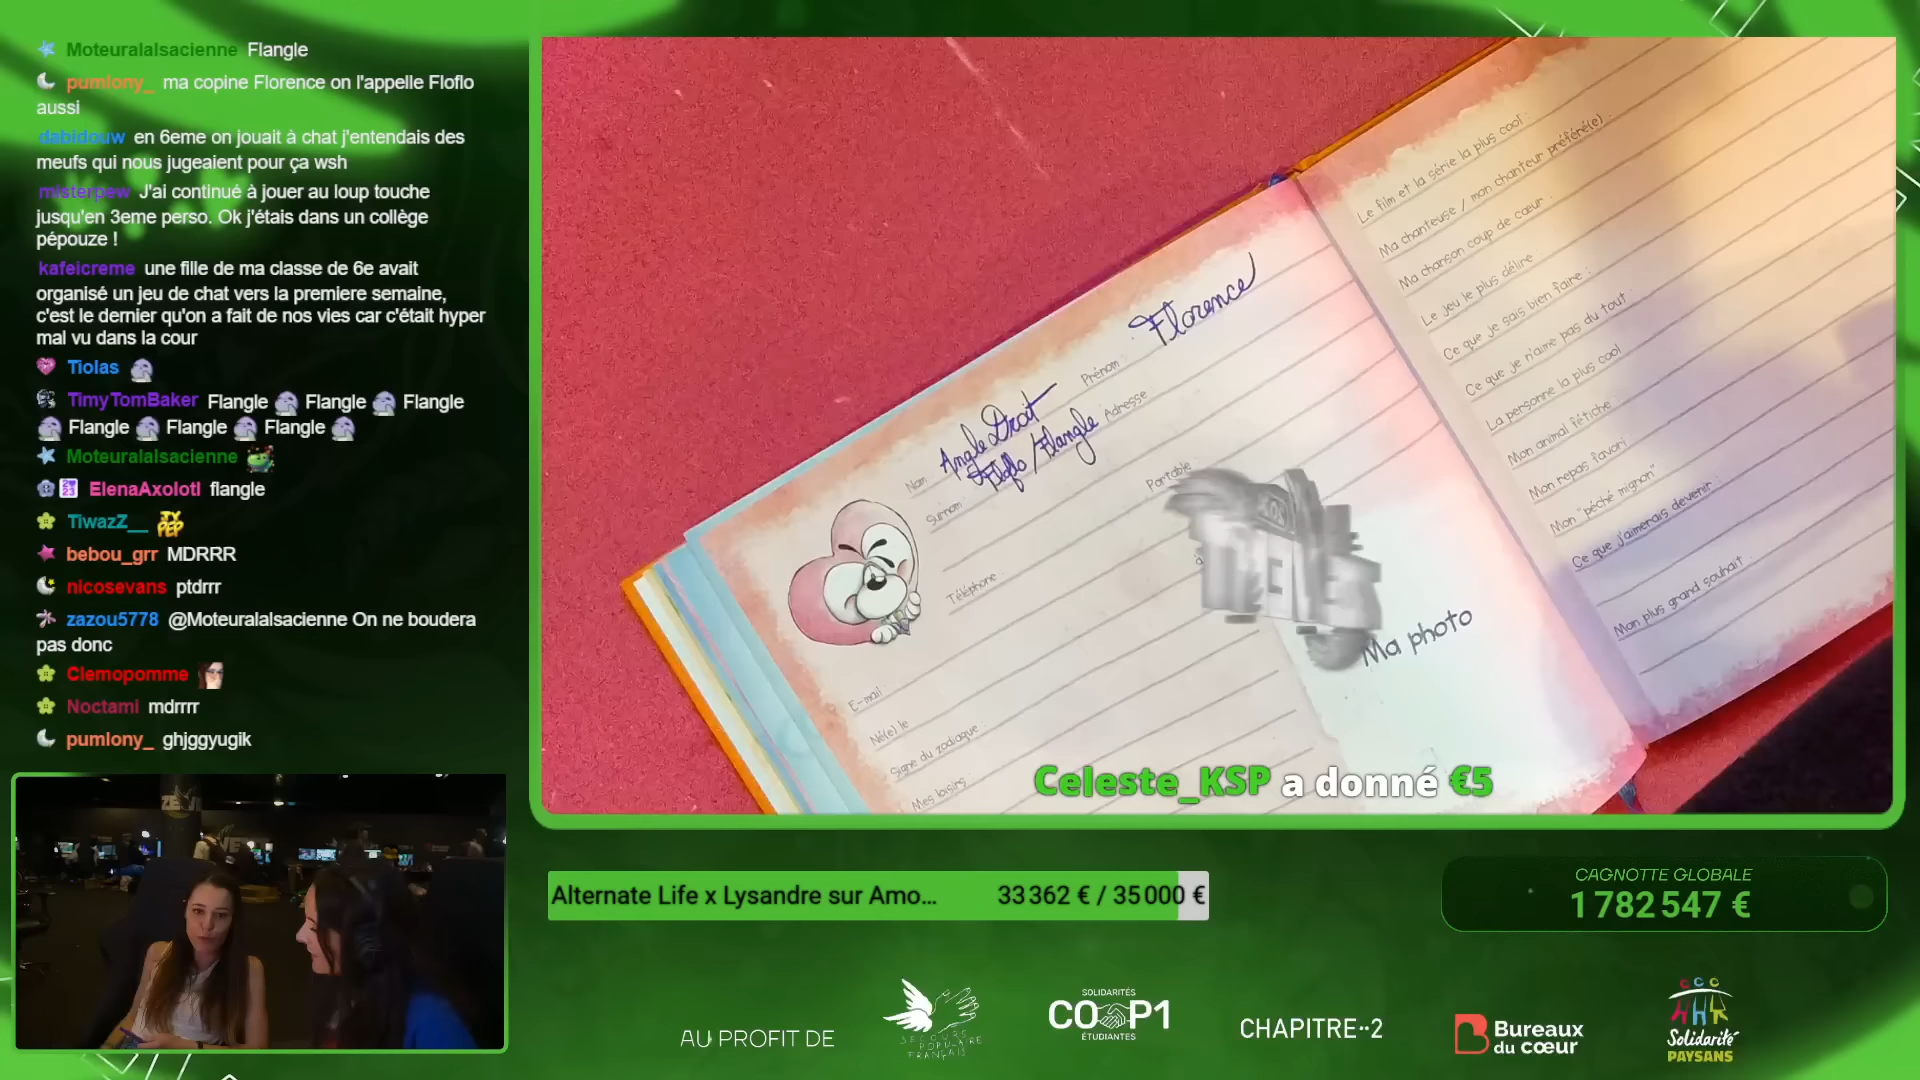 Moteuralalsacienne Flangle
pumlony_ ma copine Florence on l'appelle Floflo
aussi
dabidouw en 6eme on jouait à chat j'entendais des
meufs qui nous jugeaient pour ça wsh
misterpew J'ai continué à jouer au loup touche
jusqu'en 3eme perso. Ok j'étais dans un collège
pépouze !
kafeicreme une fille de ma classe de 6e avait
organisé un jeu de chat vers la premiere semaine,
c'est le dernier qu'on a fait de nos vies car c'était hyper
mal vu dans la cour
Tiolas
TimyTomBaker Flangle Flangle Flangle
Flangle Flangle Flangle
Moteuralalsacienne
ElenaAxolotl flangle
TiwazZ__
bebou_grr MDRRR
nicosevans ptdrrr
zazou5778 @Moteuralalsacienne On ne boudera
pas donc
Clemopomme
Noctami mdrrrr
pumlony_ ghjggyugik
Nom Angle Droit Prénom : Florence
Surnom Floflo / Flangle Adresse
Téléphone : Portable
E-mail :
Né(e) le
Signe du zodiaque :
Mes loisirs
Ma photo
Le film et la série la plus cool :
Ma chanteuse / mon chanteur préféré(e) :
Ma chanson coup de cœur :
Le jeu le plus délire :
Ce que je sais bien faire :
Ce que je n'aime pas du tout :
La personne la plus cool
Mon animal fétiche
Mon repas favori
Mon "péché mignon"
Ce que j'aimerais devenir :
Mon plus grand souhait :
Celeste_KSP a donné €5
Alternate Life x Lysandre sur Amo... 33 362 € / 35 000 €
CAGNOTTE GLOBALE
1 782 547 €
AU PROFIT DE
SECOURS
POPULAIRE
FRANÇAIS
SOLIDARITÉS
CO P1
ÉTUDIANTES
CHAPITRE··2
Bureaux
du cœur
Solidarité
PAYSANS